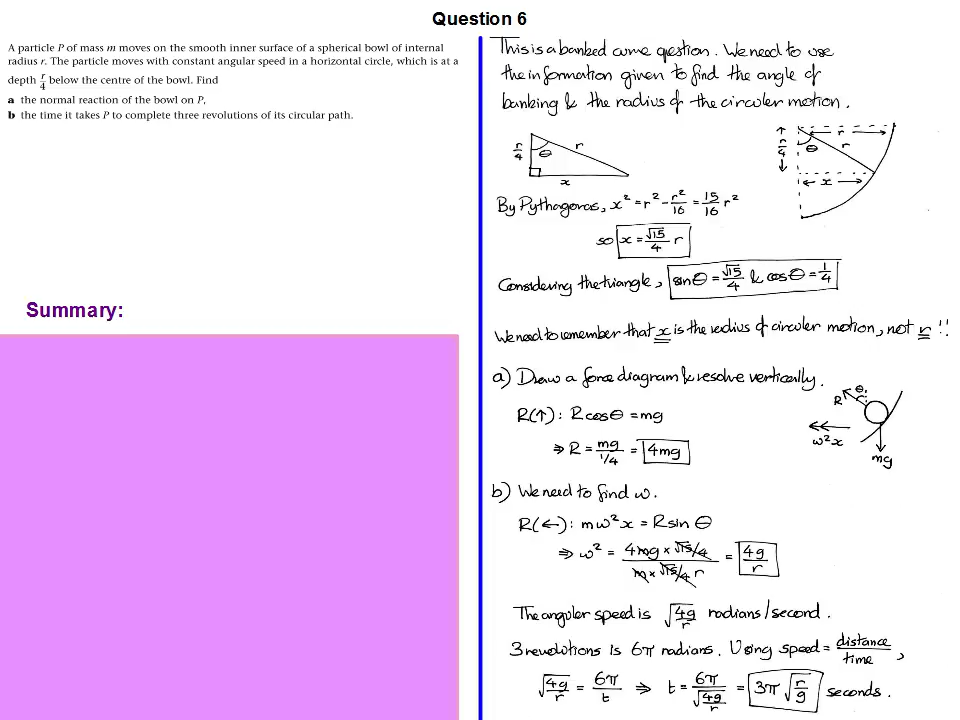 Question 6
A particle P of mass m moves on the smooth inner surface of a spherical bowl of internal
radius r. The particle moves with constant angular speed in a horizontal circle, which is at a
depth r/4 below the centre of the bowl. Find
a the normal reaction of the bowl on P,
b the time it takes P to complete three revolutions of its circular path.
Summary:
This is a banked curve question. We need to use
the information given to find the angle of
banking & the radius of the circular motion.
r/4 θ r x
r r/4 θ r x
By Pythagoras, x² = r² - r²/16 = 15/16 r²
so x = √15/4 r
Considering the triangle, sinθ = √15/4 & cosθ = 1/4
We need to remember that x is the radius of circular motion, not r!!
a) Draw a force diagram & resolve vertically.
R(↑): Rcosθ = mg
⇒ R = mg/1/4 = 4mg
R θ ω²x mg
b) We need to find ω.
R(←): mω²x = Rsinθ
⇒ ω² = 4mg × √15/4 / m × √15/4 r = 4g/r
The angular speed is √4g/r radians/second.
3 revolutions is 6π radians. Using speed = distance/time,
√4g/r = 6π/t ⇒ t = 6π/√4g/r = 3π√r/g seconds.